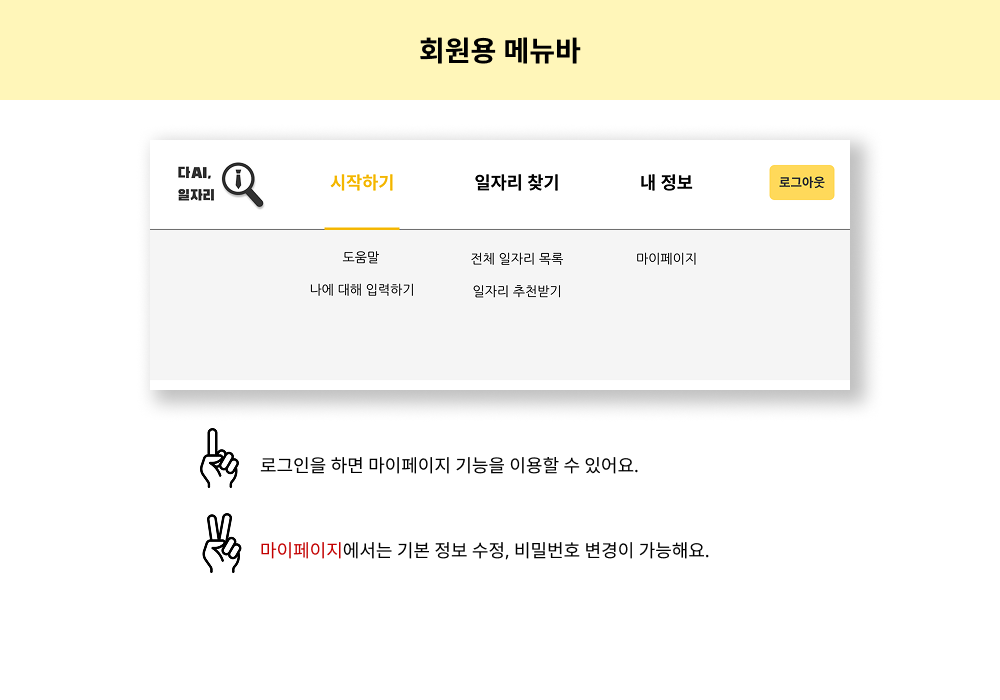 회원용 메뉴바
다AI,
일자리
시작하기
일자리 찾기
내 정보
로그아웃
도움말
전체 일자리 목록
마이페이지
나에 대해 입력하기
일자리 추천받기
로그인을 하면 마이페이지 기능을 이용할 수 있어요.
마이페이지에서는 기본 정보 수정, 비밀번호 변경이 가능해요.